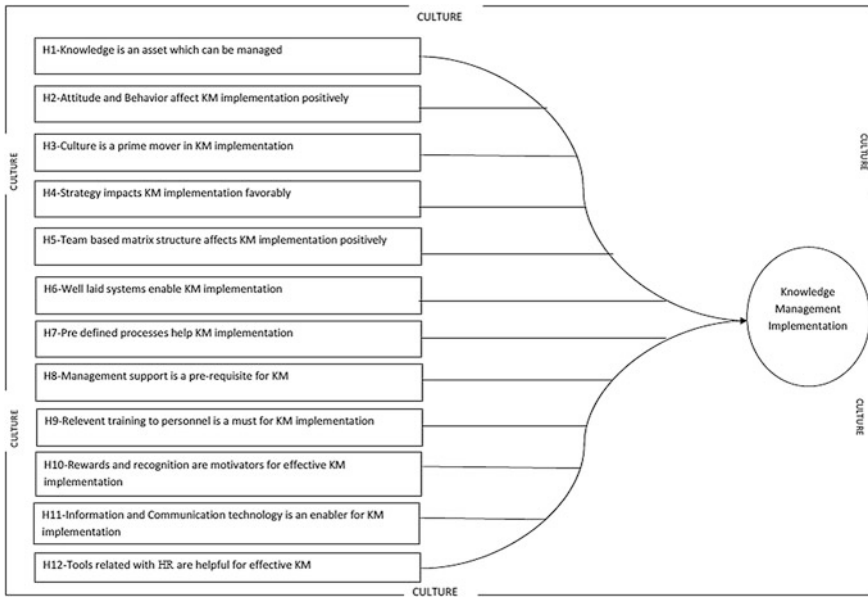 CULTURE
H1-Knowledge is an asset which can be managed
H2-Attitude and Behavior affect KM implementation positively
H3-Culture is a prime mover in KM implementation
CULTURE
CULTURE
H4-Strategy impacts KM implementation favorably
H5-Team based matrix structure affects KM implementation positively
H6-Well laid systems enable KM implementation
Knowledge
Management
Implementation
H7-Pre defined processes help KM implementation
H8-Management support is a pre-requisite for KM
H9-Relevent training to personnel is a must for KM implementation
CULTURE
CULTURE
H10-Rewards and recognition are motivators for effective KM
implementation
H11-Information and Communication technology is an enabler for KM
implementation
H12-Tools related with HR are helpful for effective KM
CULTURE